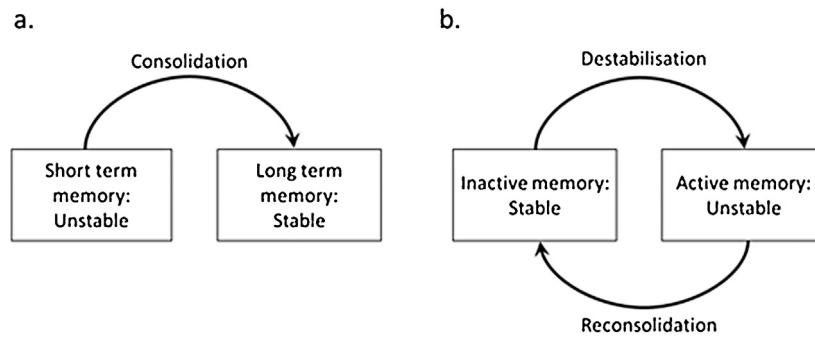 a.
Consolidation
Short term
memory:
Unstable
Long term
memory:
Stable
b.
Destabilisation
Inactive memory:
Stable
Active memory:
Unstable
Reconsolidation